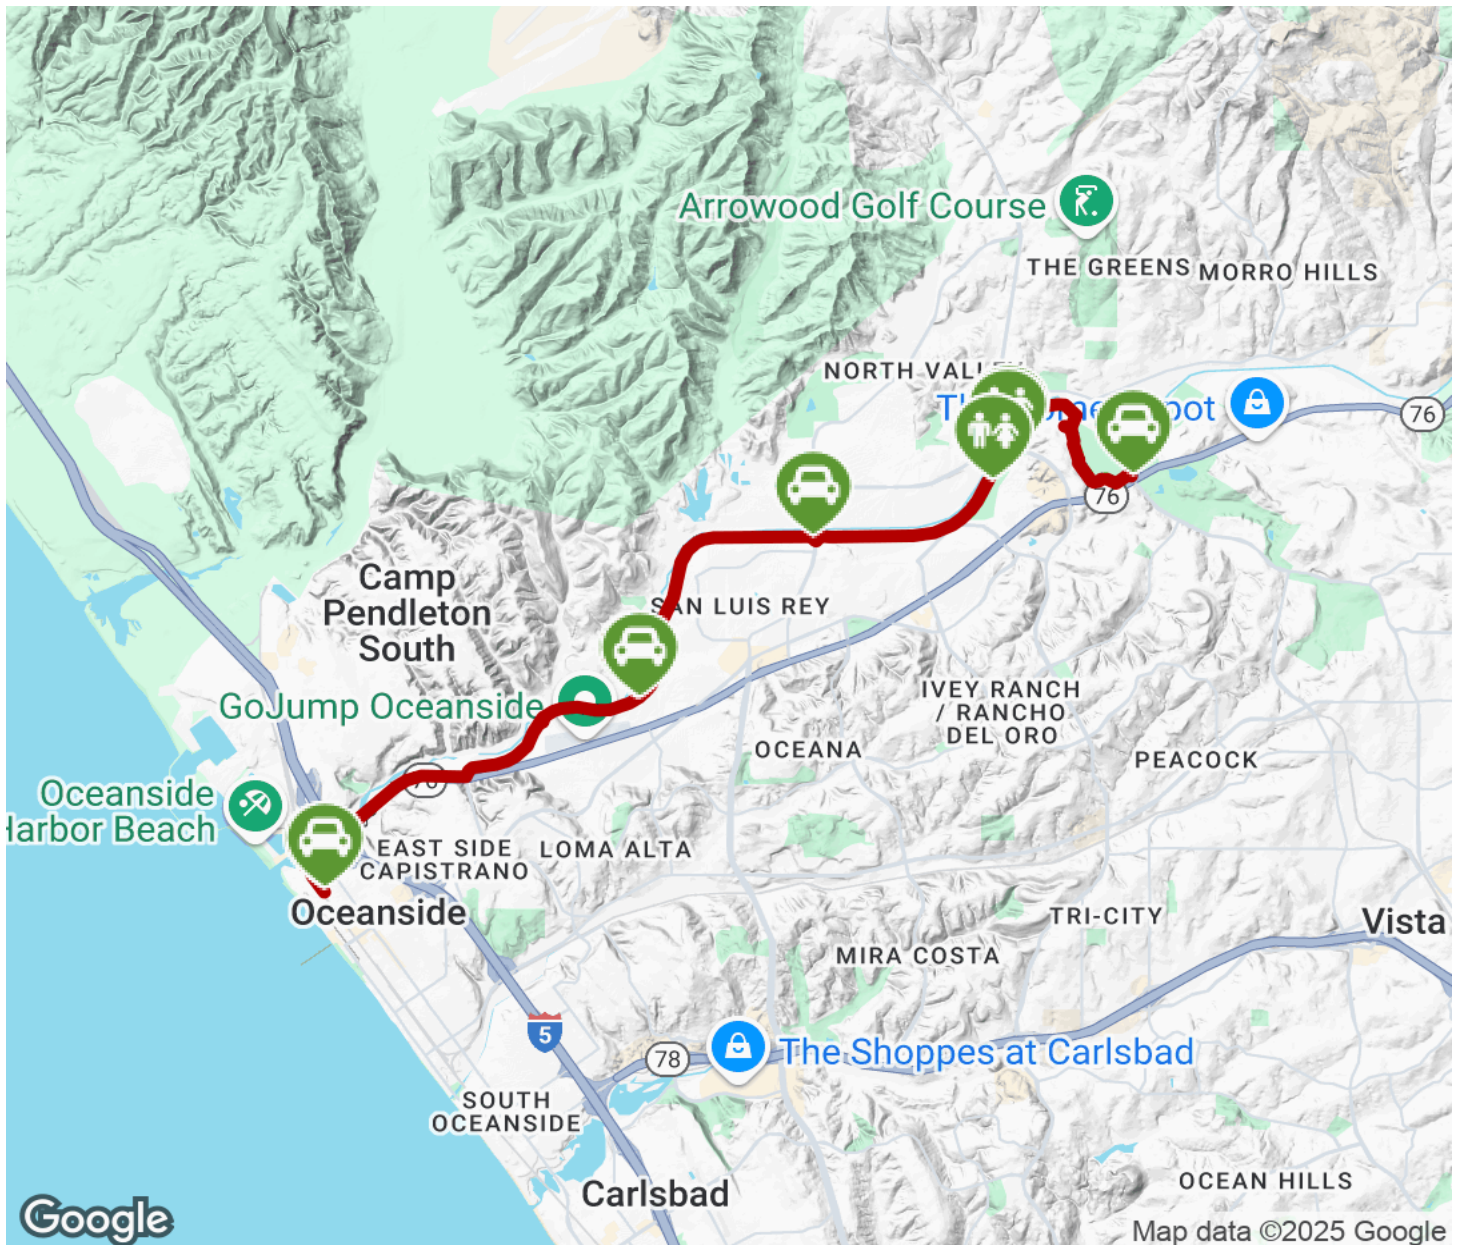 Arrowood Golf Course
THE GREENS
MORRO HILLS
NORTH VALLEY
76
76
Camp
Pendleton
South
SAN LUIS REY
GoJump Oceanside
IVEY RANCH
/ RANCHO
DEL ORO
OCEANA
PEACOCK
Oceanside
Harbor Beach
EAST SIDE
CAPISTRANO
LOMA ALTA
Oceanside
TRI-CITY
Vista
MIRA COSTA
5
78
The Shoppes at Carlsbad
SOUTH
OCEANSIDE
Carlsbad
OCEAN HILLS
Google
Map data ©2025 Google